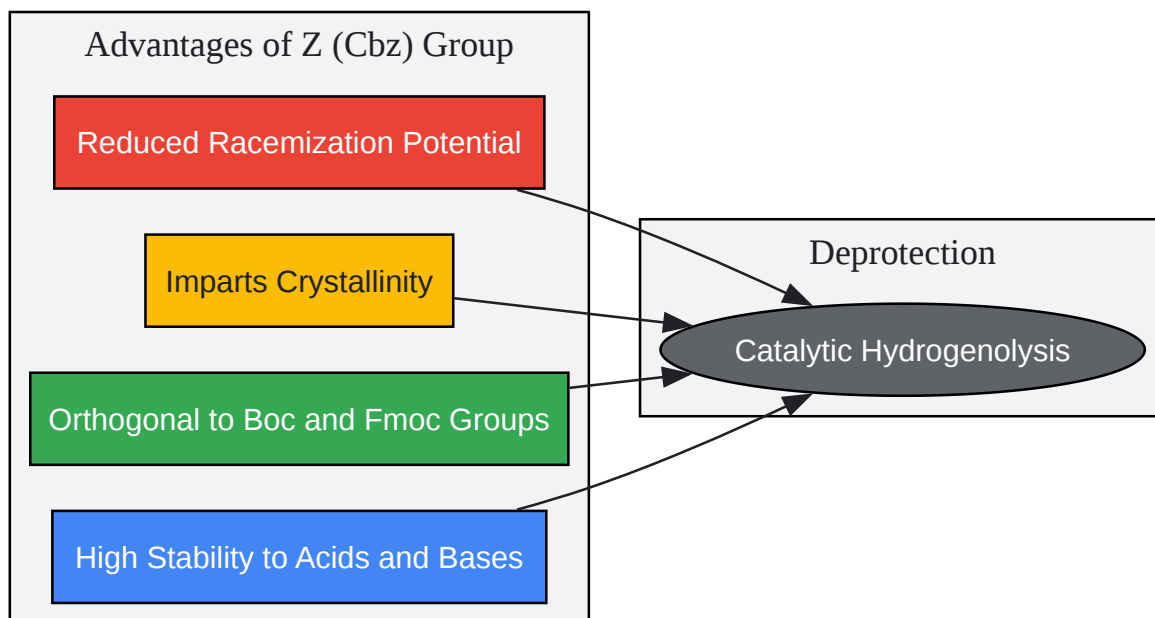 Advantages of Z (Cbz) Group
Reduced Racemization Potential
Imparts Crystallinity
Orthogonal to Boc and Fmoc Groups
High Stability to Acids and Bases
Deprotection
Catalytic Hydrogenolysis